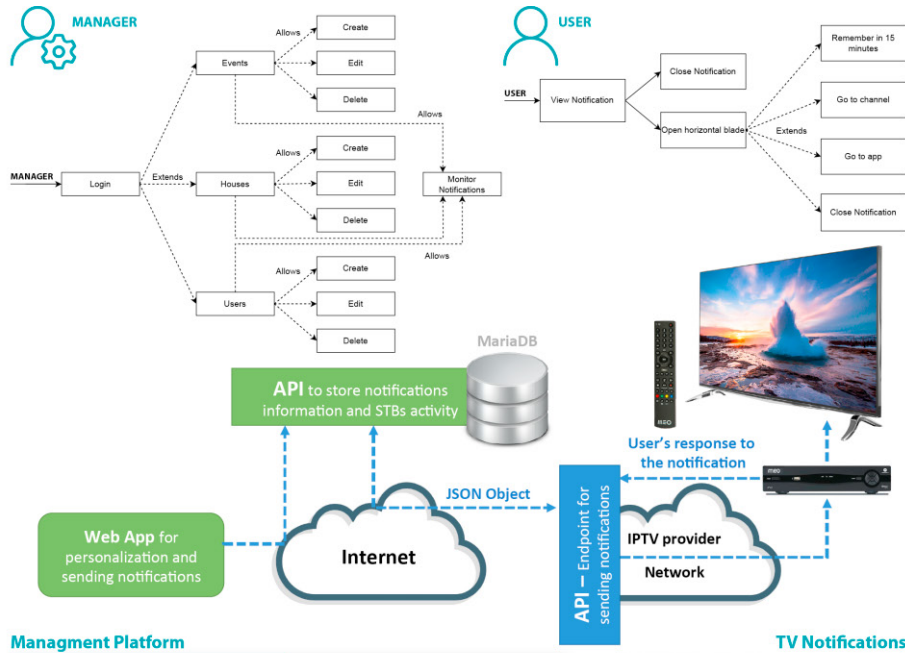 MANAGER
Allows
Create
Events
Edit
Delete
Allows
MANAGER
Login
Extends
Houses
Allows
Create
Edit
Delete
Monitor
Notifications
Allows
Users
Allows
Create
Edit
Delete
USER
USER
View Notification
Close Notification
Open horizontal blade
Extends
Remember in 15
minutes
Go to channel
Go to app
Close Notification
MariaDB
API to store notifications
information and STBs activity
User's response to
the notification
meo
meo
JSON Object
Web App for
personalization and
sending notifications
Internet
API – Endpoint for
sending notifications
IPTV provider
Network
Managment Platform
TV Notifications